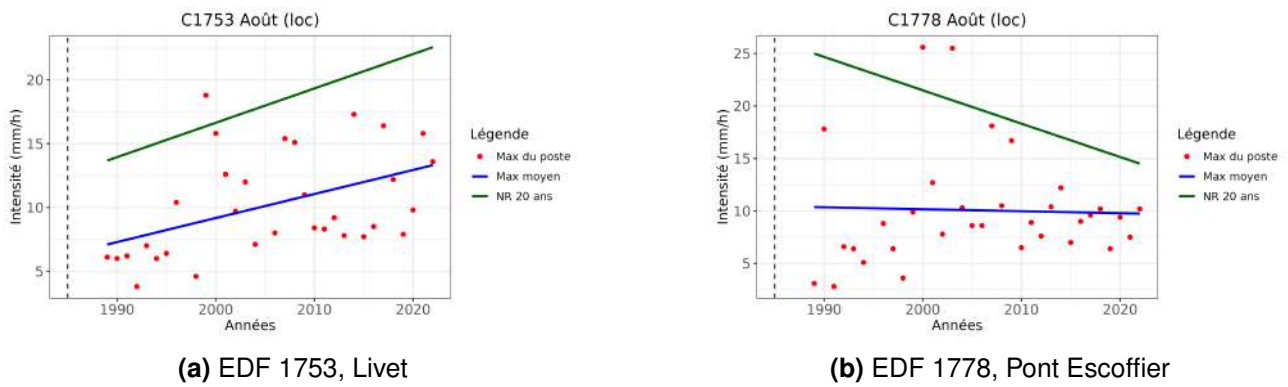 C1753 Août (loc)
Intensité (mm/h)
20
15
10
5
1990
2000
2010
2020
Années
Légende
Max du poste
Max moyen
NR 20 ans
(a) EDF 1753, Livet
C1778 Août (loc)
Intensité (mm/h)
25
20
15
10
5
1990
2000
2010
2020
Années
Légende
Max du poste
Max moyen
NR 20 ans
(b) EDF 1778, Pont Escoffier